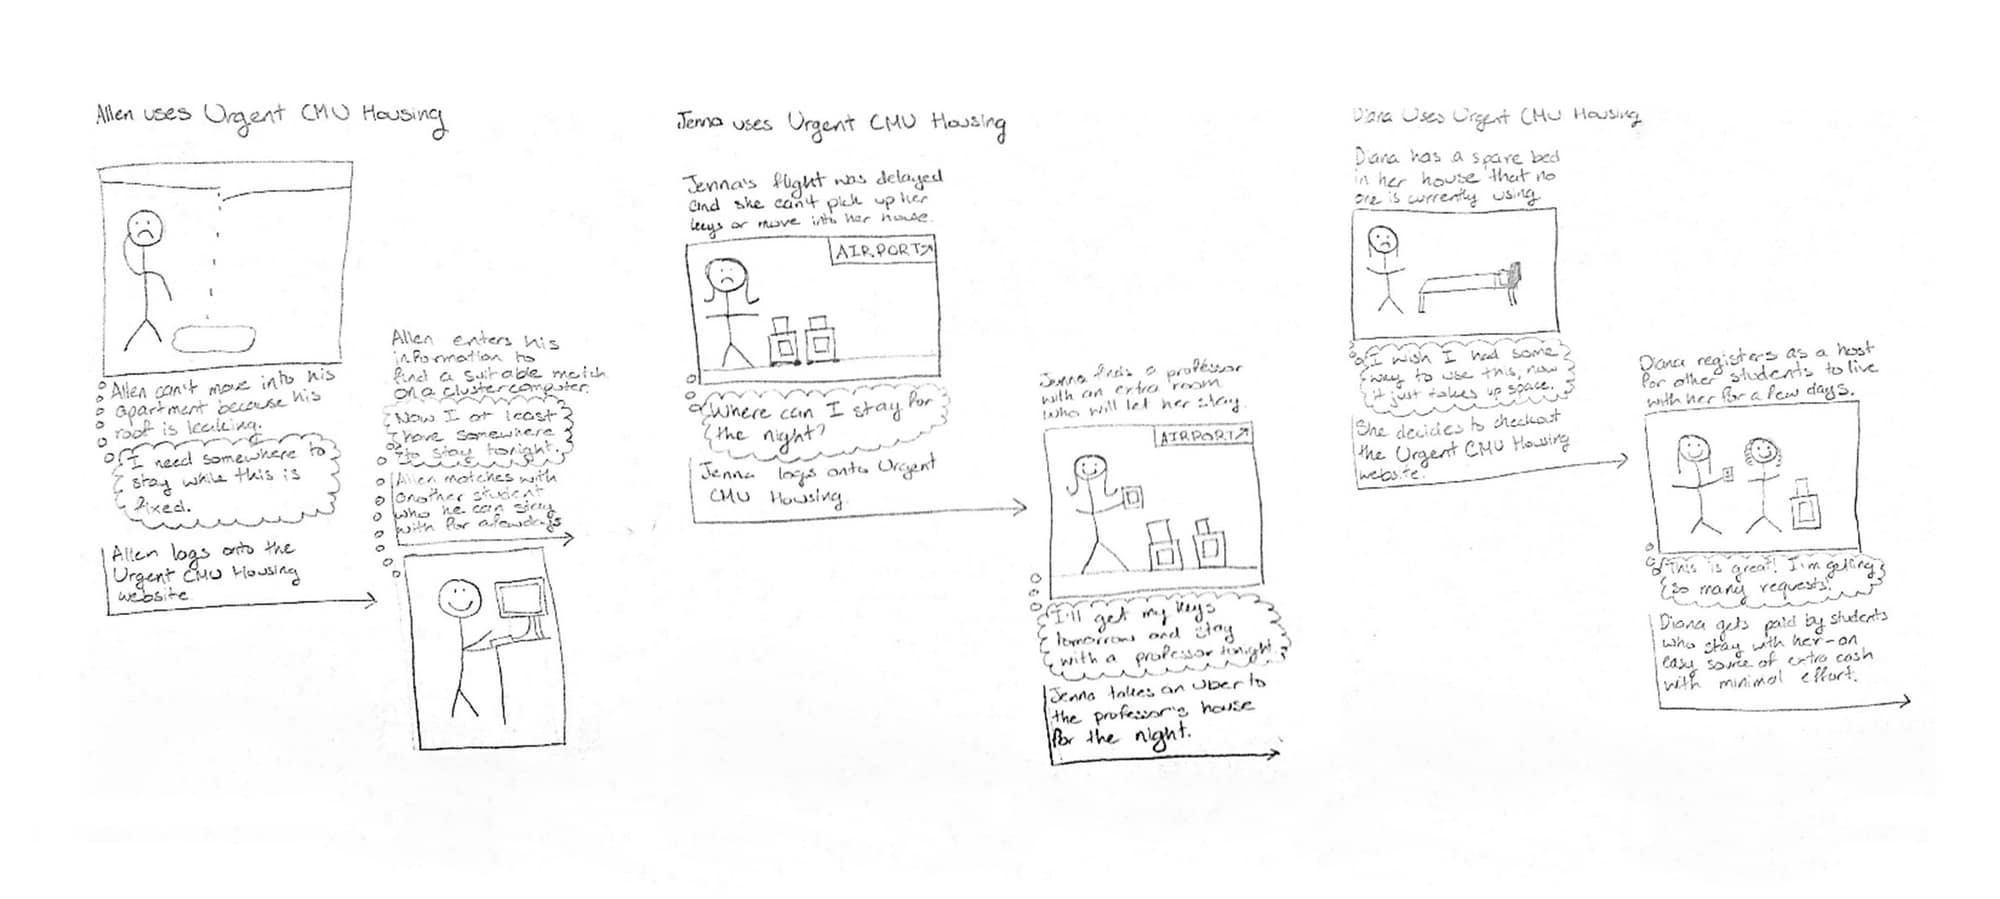 Allen uses Urgent CMU Housing
Allen can't move into his
apartment because his
roof is leaking.
I need somewhere to
stay while this is
fixed.
Allen logs onto the
Urgent CMU Housing
website
Allen enters his
information to
find a suitable match
on a cluster computer.
Now I at least
have somewhere
to stay tonight.
Allen matches with
another student
who he can stay
with for a few days
Jenna uses Urgent CMU Housing
Jenna's flight was delayed
and she can't pick up her
keys or move into her house.
AIRPORT↗
Where can I stay for
the night?
Jenna logs onto Urgent
CMU Housing.
Jenna finds a professor
with an extra room
who will let her stay.
AIRPORT↗
I'll get my keys
tomorrow and stay
with a professor tonight.
Jenna takes an Uber to
the professor's house
for the night.
Diana Uses Urgent CMU Housing
Diana has a spare bed
in her house that no
one is currently using
I wish I had some
way to use this, now
it just takes up space.
She decides to checkout
the Urgent CMU Housing
website.
Diana registers as a host
for other students to live
with her for a few days.
This is great! I'm getting
so many requests!
Diana gets paid by students
who stay with her-an
easy source of extra cash
with minimal effort.